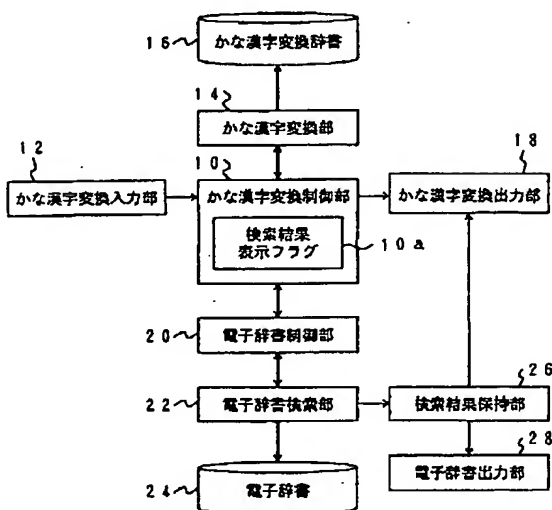 16
かな漢字変換辞書
14
かな漢字変換部
12
10
18
かな漢字変換入力部
かな漢字変換制御部
かな漢字変換出力部
検索結果
表示フラグ
10a
20
電子辞書制御部
26
22
電子辞書検索部
検索結果保持部
28
24
電子辞書
電子辞書出力部